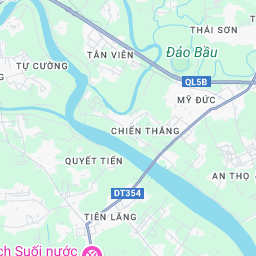 THÁI SƠN
TÂN VIÊN
Đảo Bầu
TỰ CƯỜNG
QL5B
MỸ ĐỨC
CHIẾN THẮNG
QUYẾT TIẾN
AN THỌ
DT354
TIÊN LÃNG
ch Suối nước